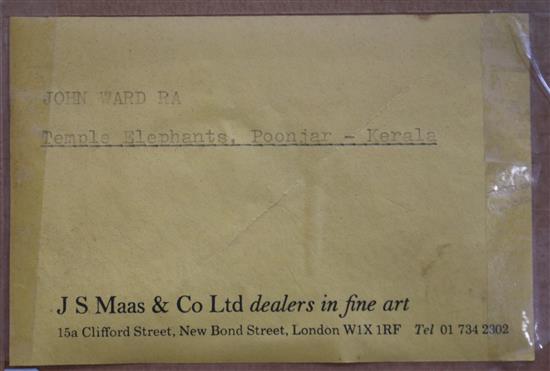 JOHN WARD RA
Temple Elephants, Poonjar - Kerala
J S Maas & Co Ltd dealers in fine art
15a Clifford Street, New Bond Street, London W1X 1RF Tel 01 734 2302